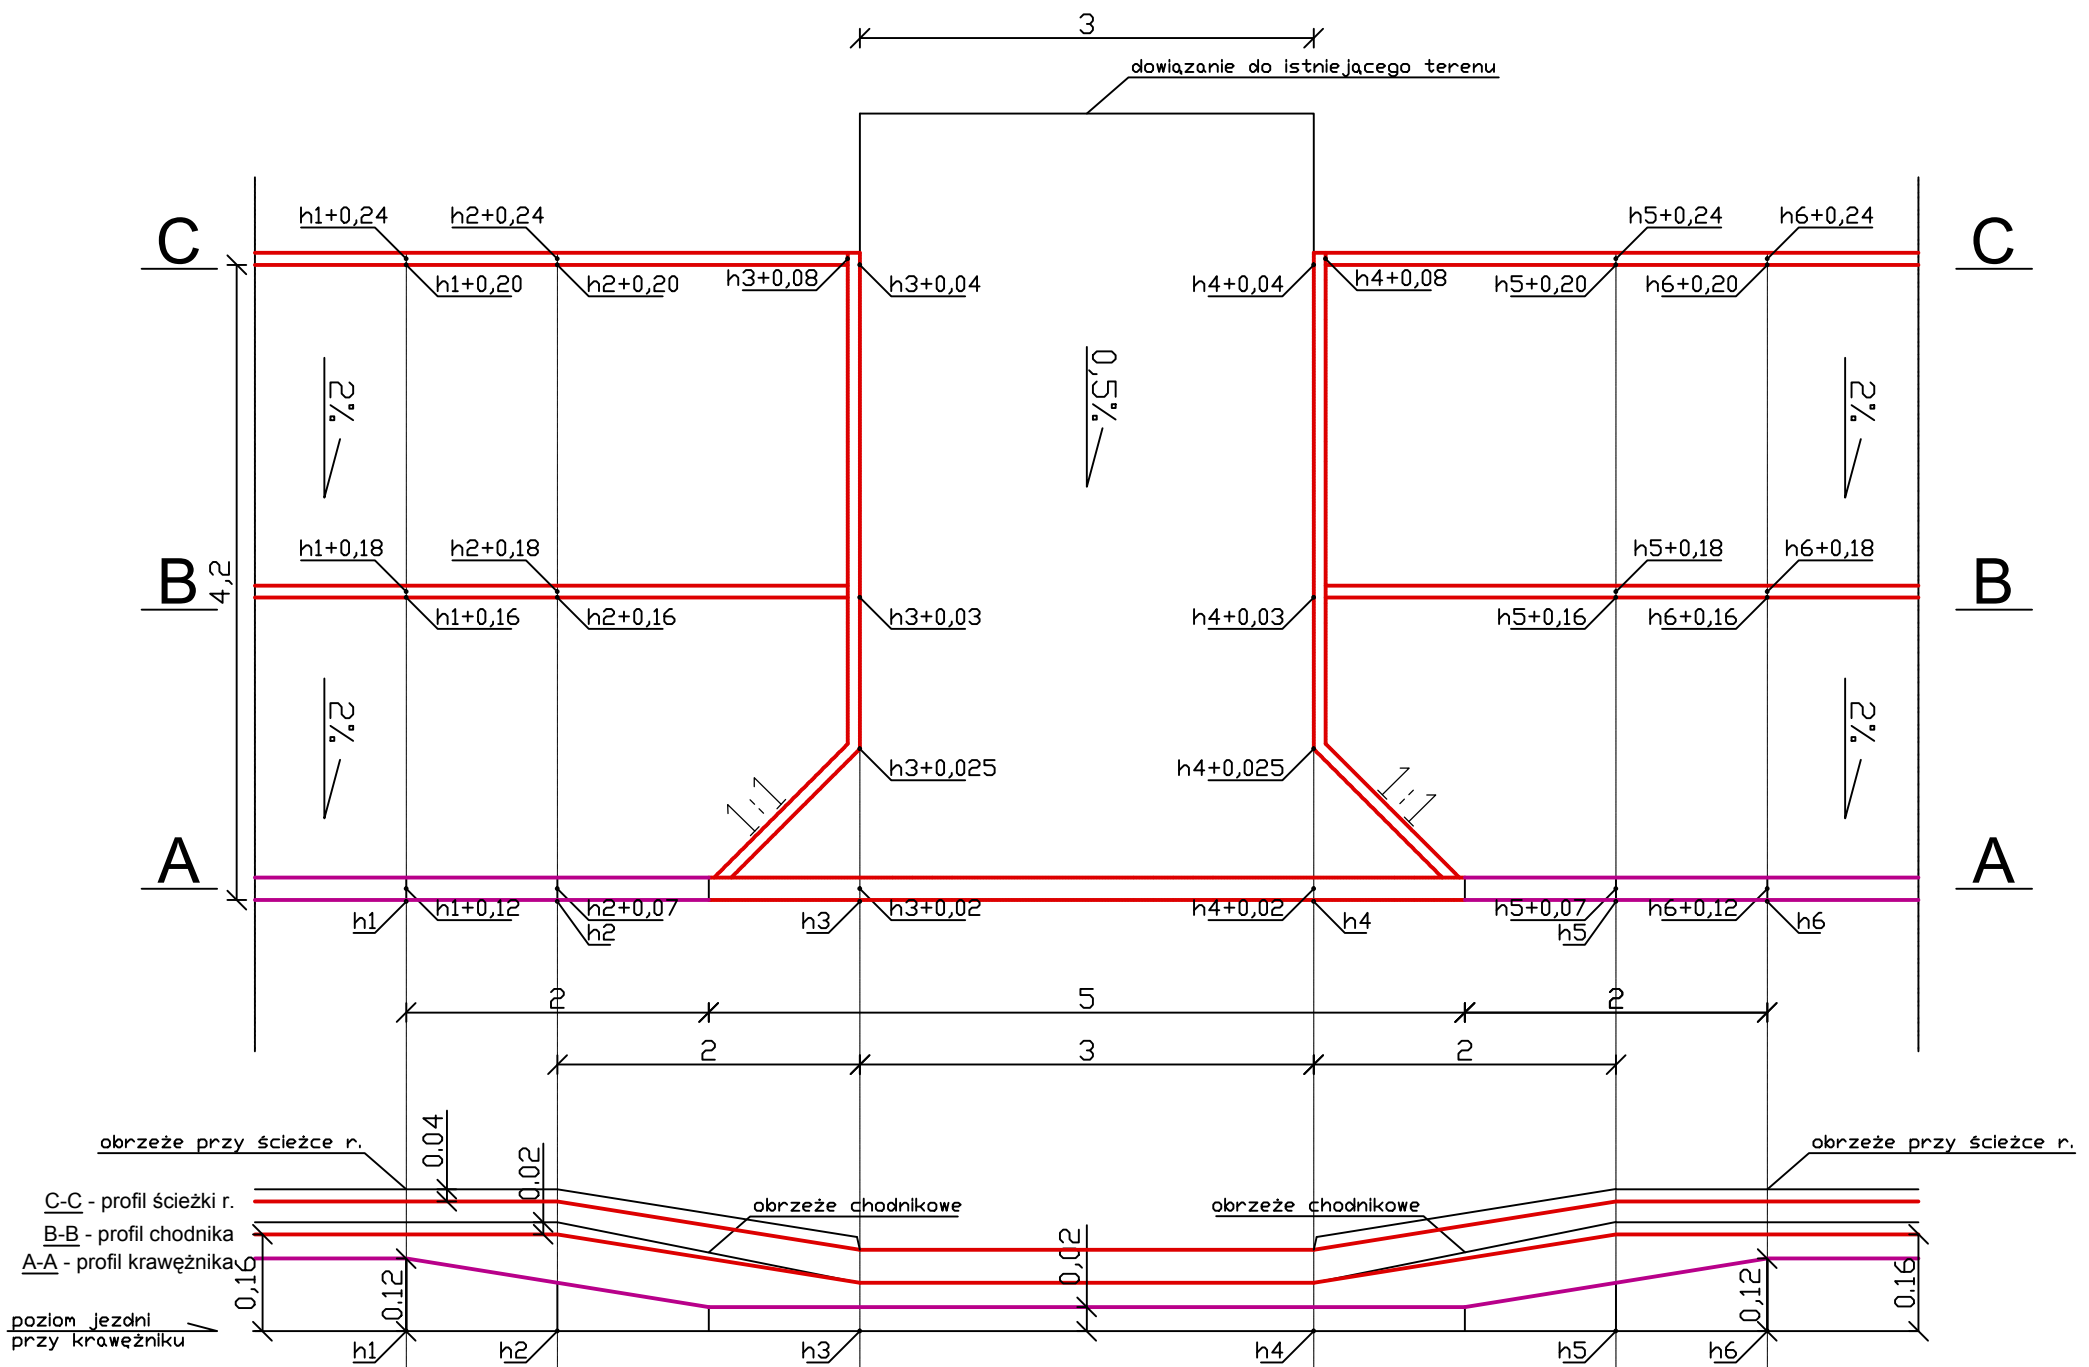 3
dowiązanie do istniejącego terenu
h1+0,24
h2+0,24
h5+0,24
h6+0,24
C
C
h1+0,20
h2+0,20
h3+0,08
h3+0,04
h4+0,04
h4+0,08
h5+0,20
h6+0,20
2%
0,5%
2%
h1+0,18
h2+0,18
h5+0,18
h6+0,18
B
4,2
B
h1+0,16
h2+0,16
h3+0,03
h4+0,03
h5+0,16
h6+0,16
2%
2%
h3+0,025
h4+0,025
1:1
1:1
A
A
h1
h1+0,12
h2+0,07
h2
h3
h3+0,02
h4+0,02
h4
h5+0,07
h5
h6+0,12
h6
2
5
2
2
3
2
obrzeże przy ścieżce r.
0.04
0.02
obrzeże przy ścieżce r.
C-C - profil ścieżki r.
obrzeże chodnikowe
obrzeże chodnikowe
B-B - profil chodnika
A-A - profil krawężnika
0,16
0.12
0,02
0,12
0.16
poziom jezdni
przy krawężniku
h1
h2
h3
h4
h5
h6